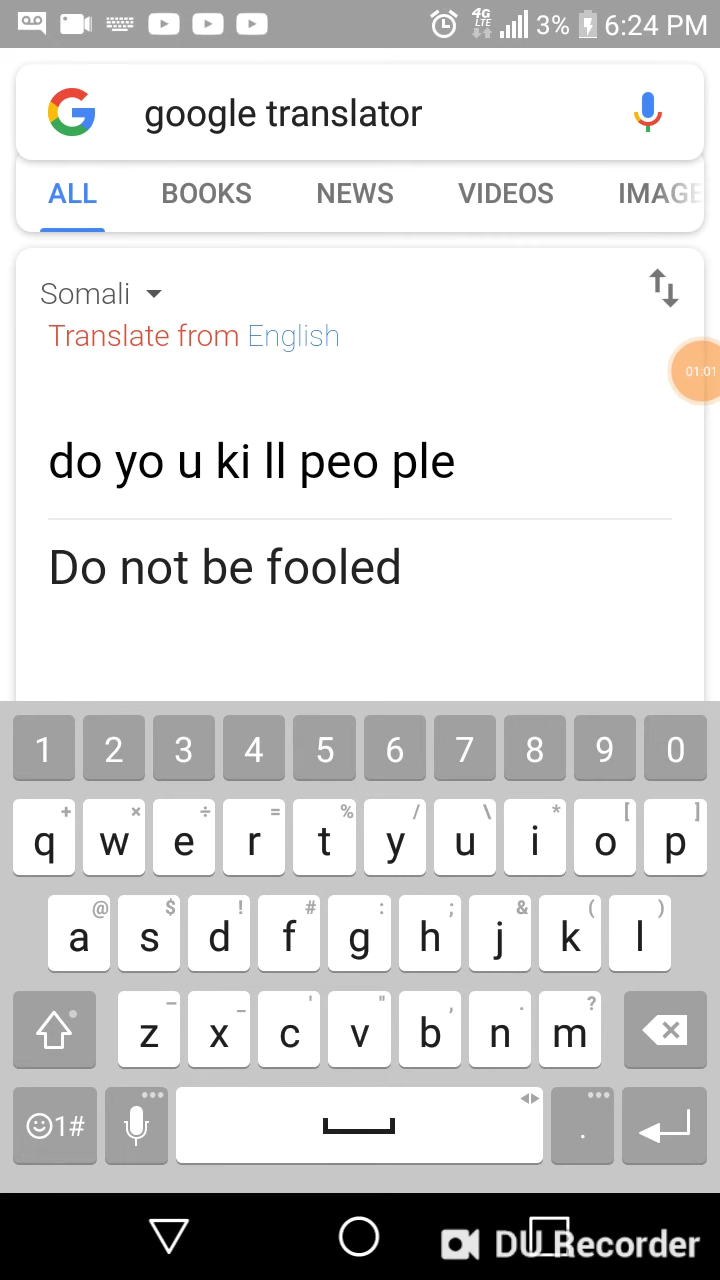 4G
LTE
3%
6:24 PM
google translator
ALL BOOKS NEWS VIDEOS IMAGE
Somali
Translate from English
01:01
do yo u ki ll peo ple
Do not be fooled
1 2 3 4 5 6 7 8 9 0
+ × ÷ = % / \ * [ ]
q w e r t y u i o p
@ $ ! # : ; & ( )
a s d f g h j k l
– _ ' " , . ?
z x c v b n m
1# .
DU Recorder